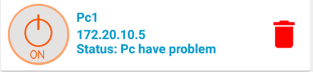 Pc1
172.20.10.5
ON
Status: Pc have problem